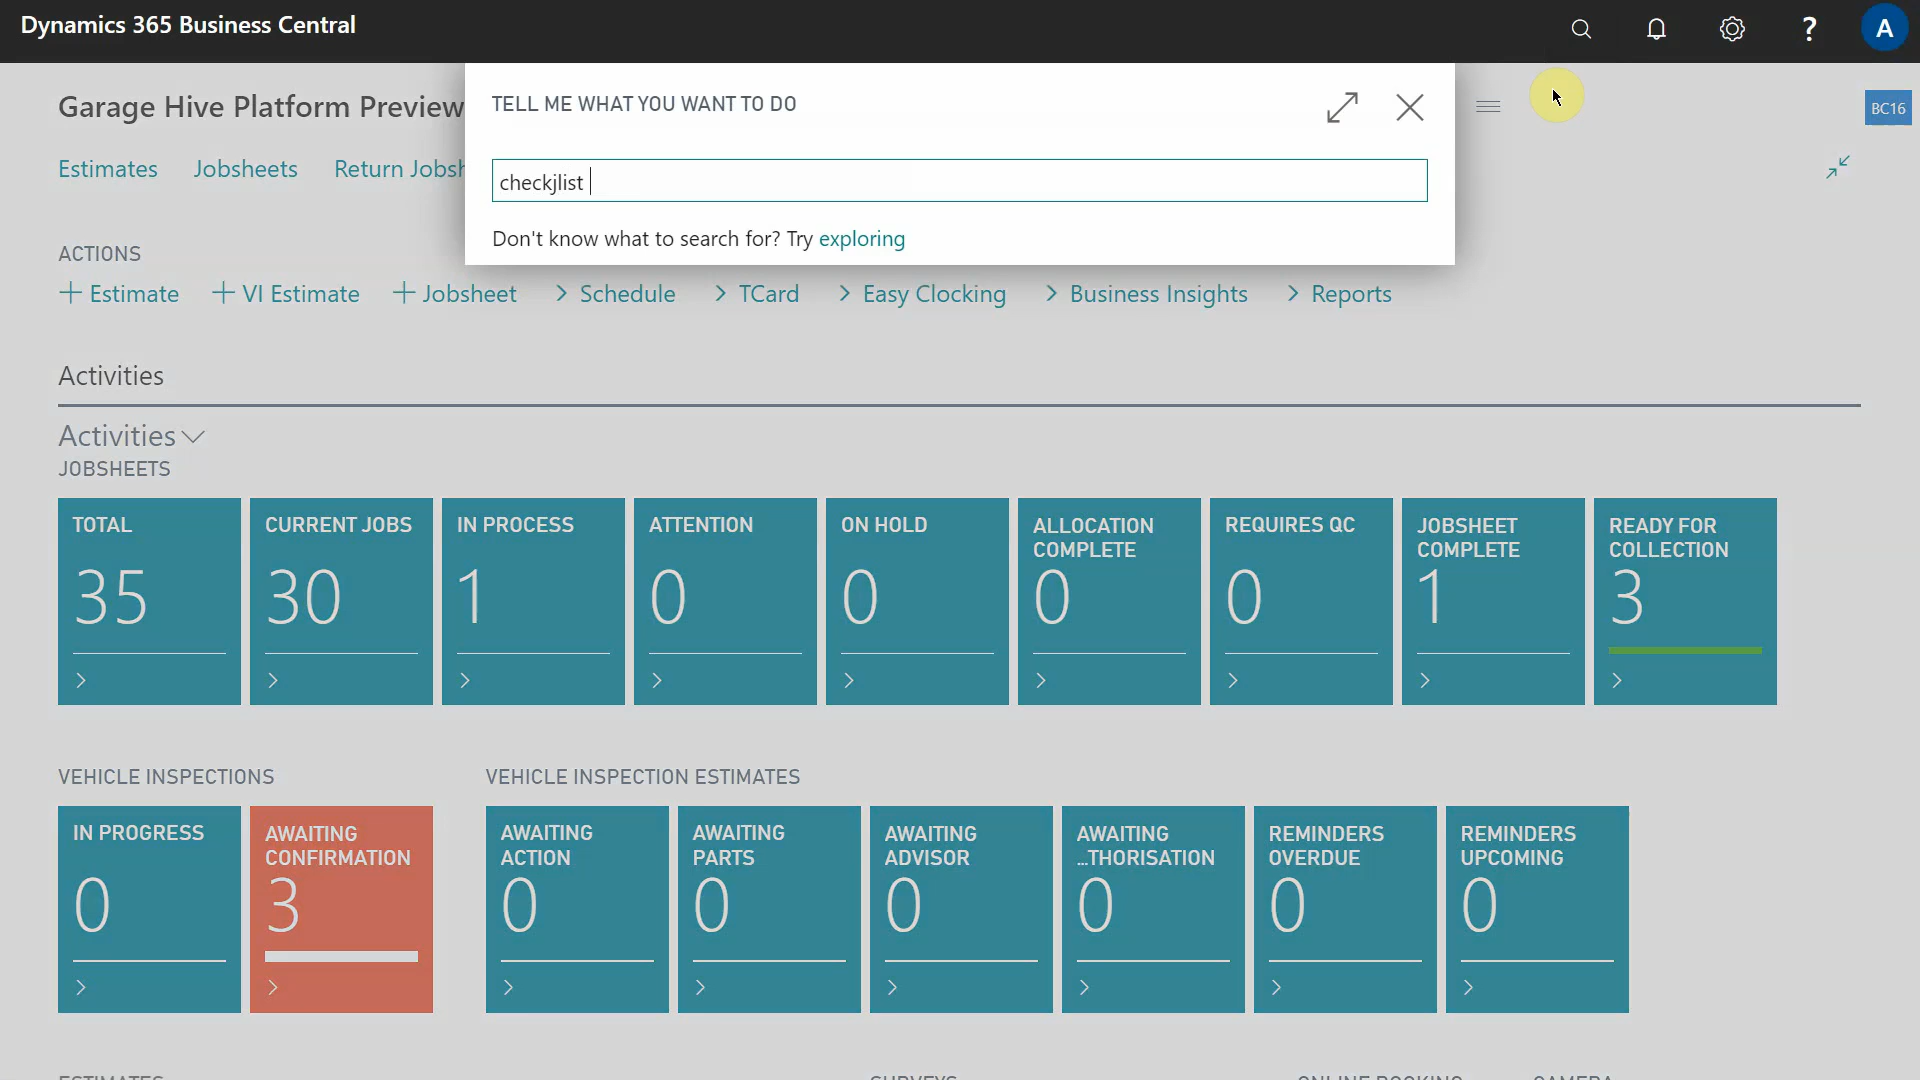 Dynamics 365 Business Central
?
A
TELL ME WHAT YOU WANT TO DO
Garage Hive Platform Preview
BC16
Estimates Jobsheets Return Jobsh
checkjlist
Don't know what to search for? Try exploring
ACTIONS
+ Estimate + VI Estimate + Jobsheet > Schedule > TCard > Easy Clocking > Business Insights > Reports
Activities
Activities
JOBSHEETS
TOTAL
35
CURRENT JOBS
30
IN PROCESS
1
ATTENTION
0
ON HOLD
0
ALLOCATION
COMPLETE
0
REQUIRES QC
0
JOBSHEET
COMPLETE
1
READY FOR
COLLECTION
3
VEHICLE INSPECTIONS
IN PROGRESS
0
AWAITING
CONFIRMATION
3
VEHICLE INSPECTION ESTIMATES
AWAITING
ACTION
0
AWAITING
PARTS
0
AWAITING
ADVISOR
0
AWAITING
...THORISATION
0
REMINDERS
OVERDUE
0
REMINDERS
UPCOMING
0
ESTIMATES SURVEYS ONLINE BOOKING CAMERA